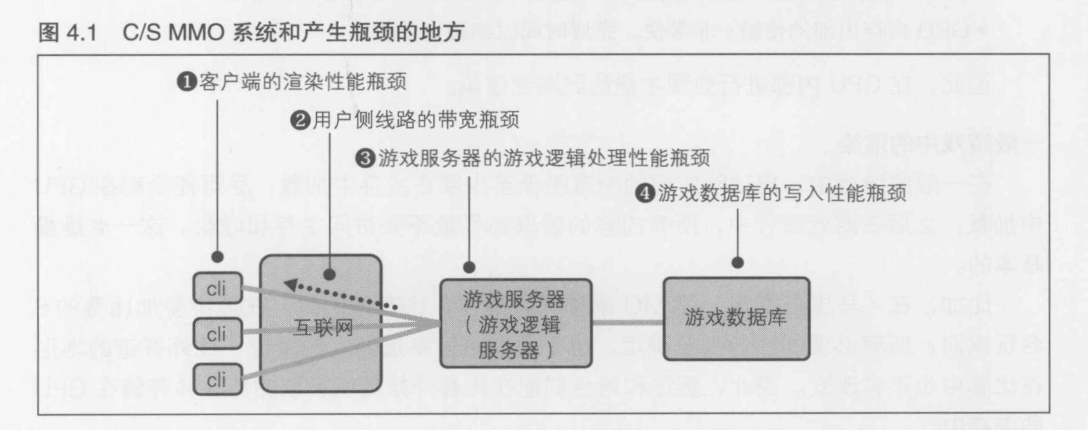 图 4.1 C/S MMO 系统和产生瓶颈的地方
❶客户端的渲染性能瓶颈
❷用户侧线路的带宽瓶颈
❸游戏服务器的游戏逻辑处理性能瓶颈
❹游戏数据库的写入性能瓶颈
cli
cli
cli
互联网
游戏服务器
（游戏逻辑
服务器）
游戏数据库